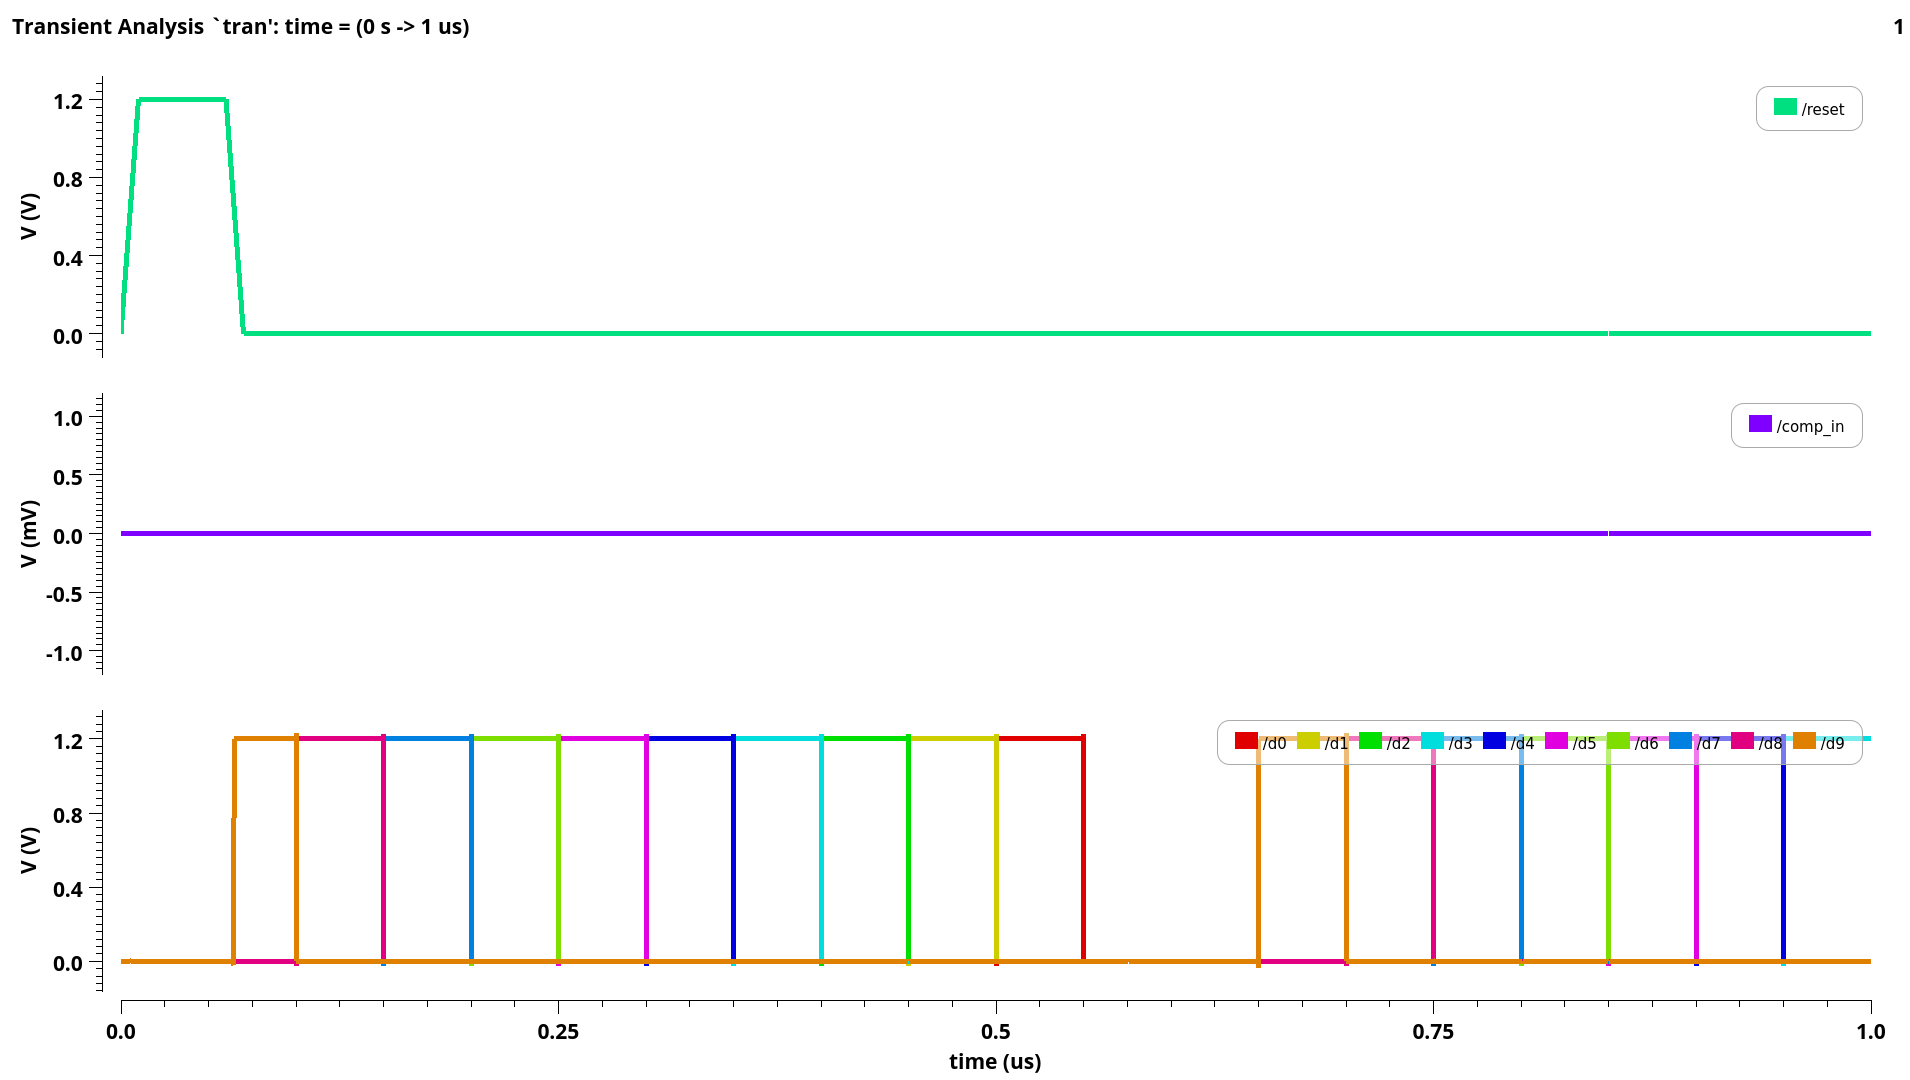 Transient Analysis `tran': time = (0 s -> 1 us)
1
1.2
0.8
0.4
0.0
V (V)
/reset
1.0
0.5
0.0
-0.5
-1.0
V (mV)
/comp_in
1.2
0.8
0.4
0.0
V (V)
/d0 /d1 /d2 /d3 /d4 /d5 /d6 /d7 /d8 /d9
0.0 0.25 0.5 0.75 1.0
time (us)